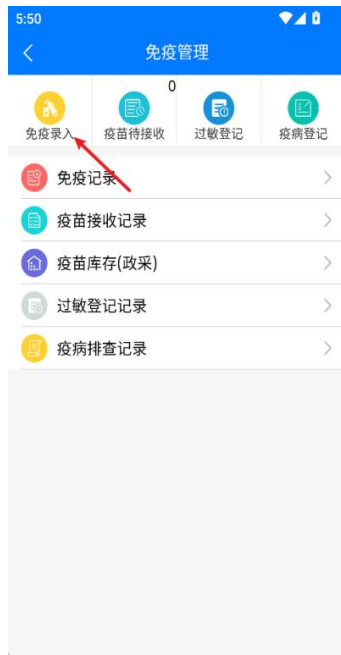 5:50
免疫管理
0
免疫录入 疫苗待接收 过敏登记 疫病登记
免疫记录
疫苗接收记录
疫苗库存(政采)
过敏登记记录
疫病排查记录